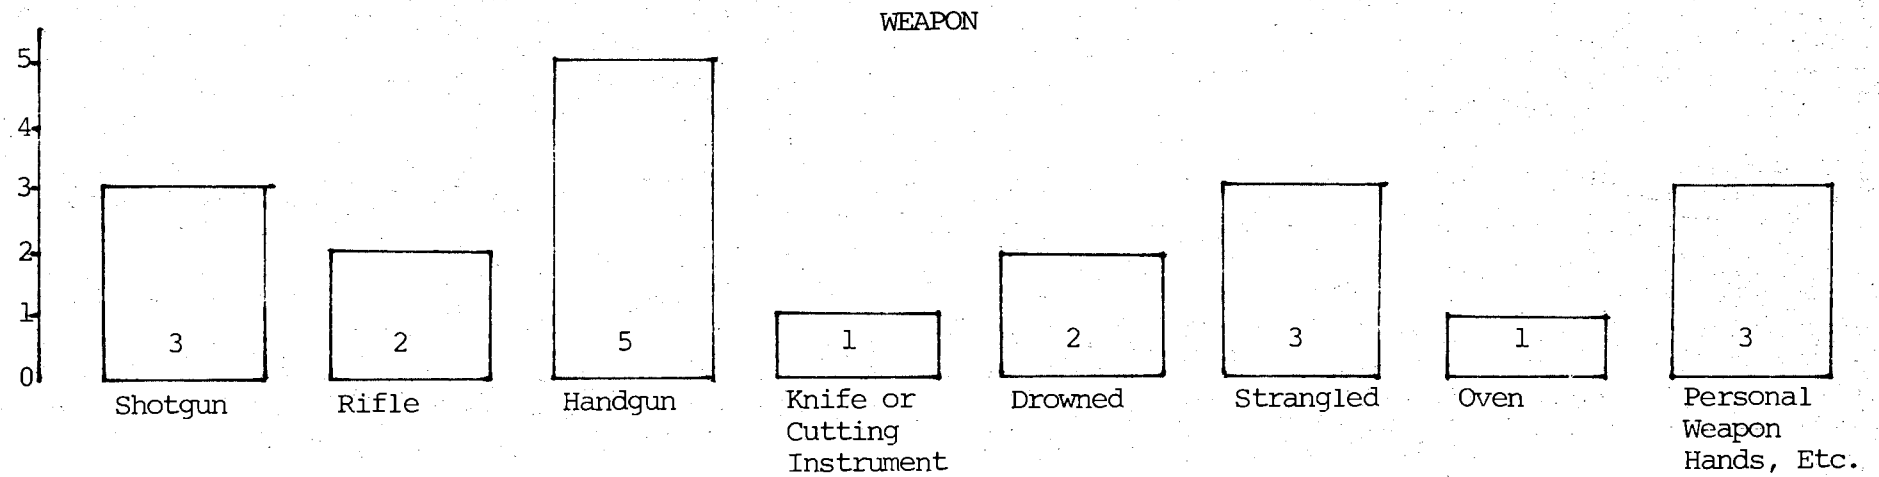 WEAPON
5
4
3
2
1
0
3
2
5
1
2
3
1
3
Shotgun
Rifle
Handgun
Knife or
Cutting
Instrument
Drowned
Strangled
Oven
Personal
Weapon
Hands, Etc.